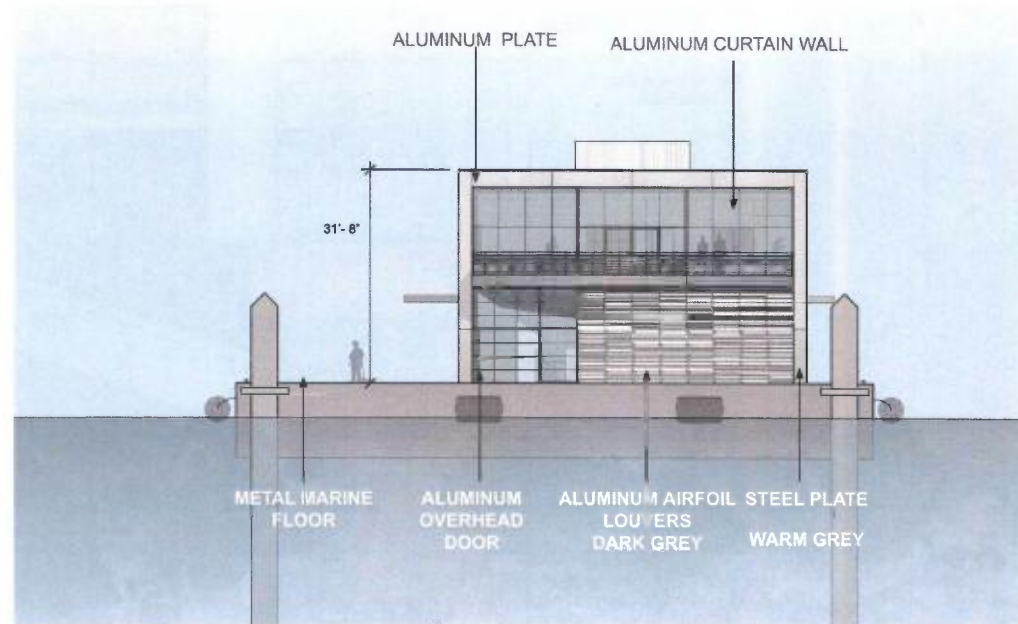 ALUMINUM PLATE
ALUMINUM CURTAIN WALL
31'- 8"
METAL MARINE
FLOOR
ALUMINUM
OVERHEAD
DOOR
ALUMINUM AIRFOIL
LOUVERS
DARK GREY
STEEL PLATE
WARM GREY